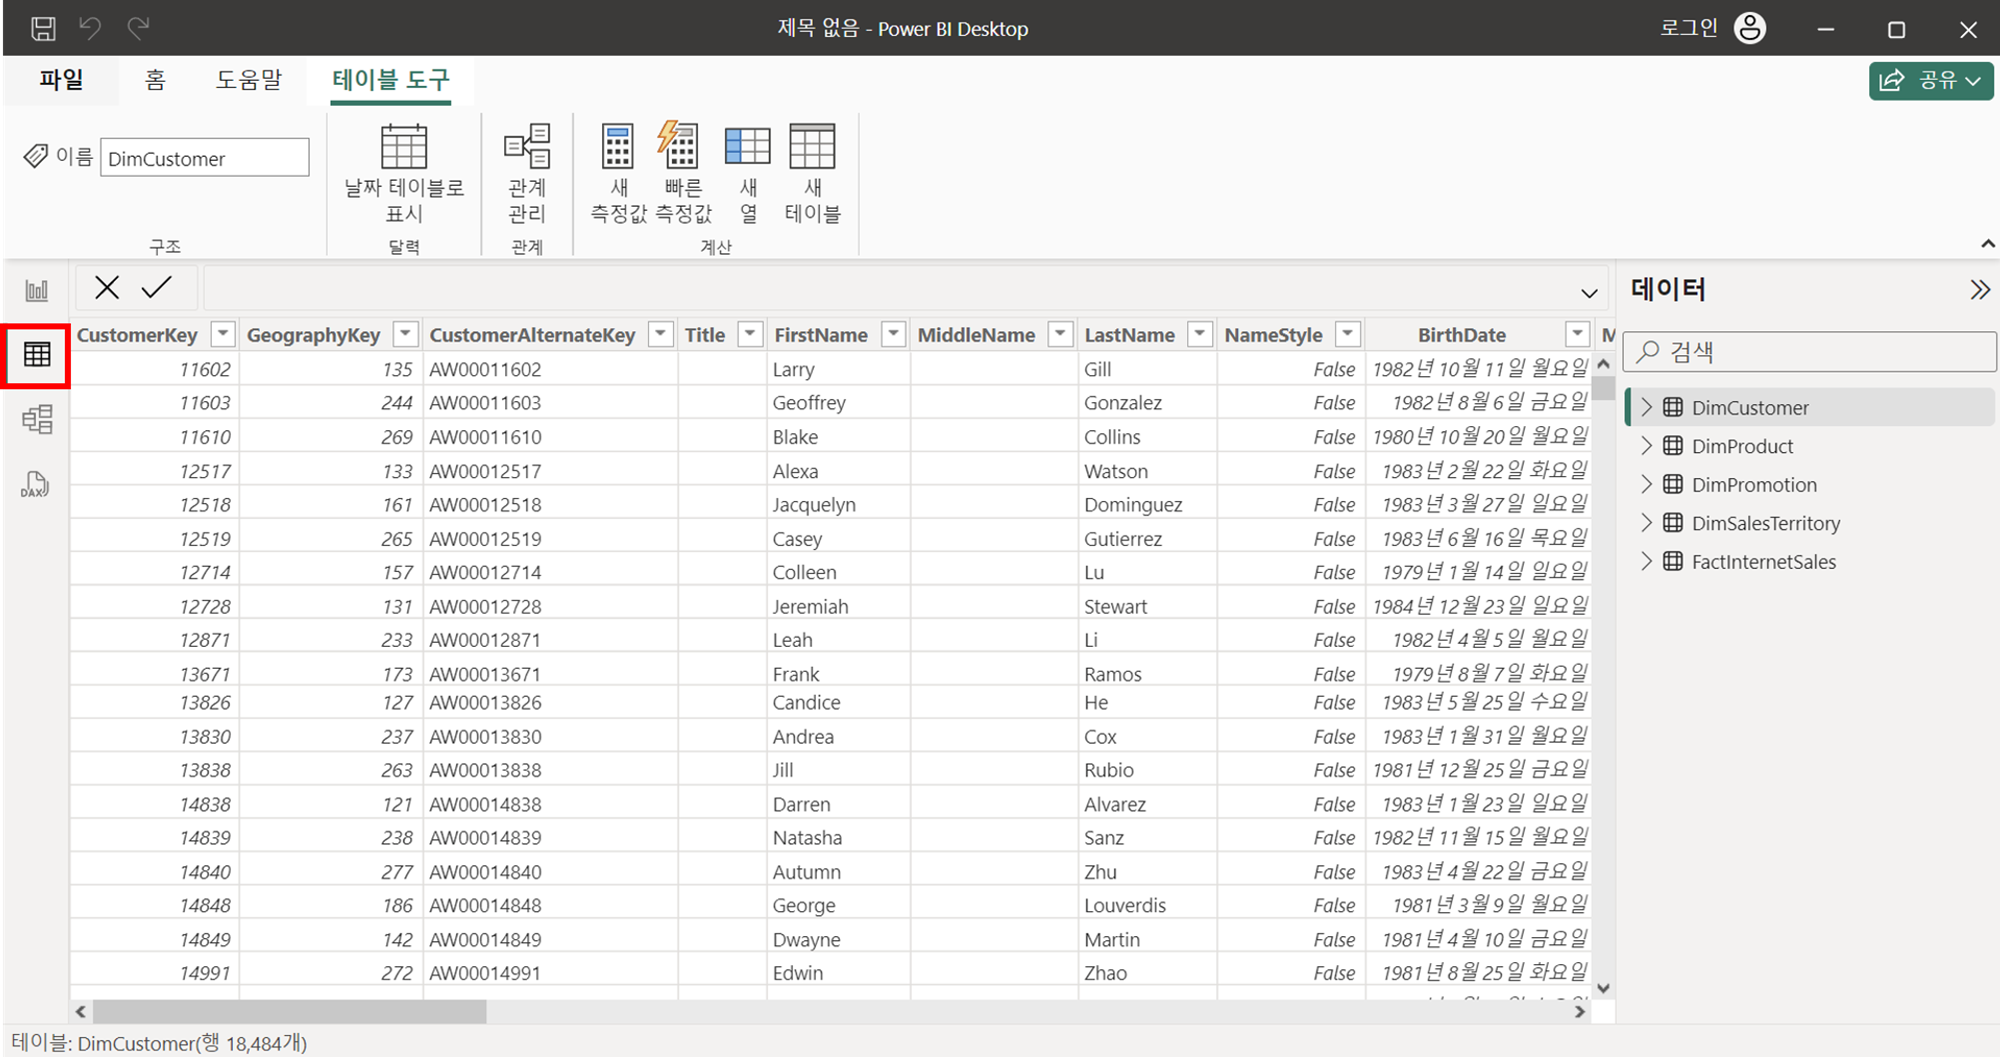 제목 없음 - Power BI Desktop
로그인
파일 홈 도움말 테이블 도구
공유
이름 DimCustomer
날짜 테이블로 표시
관계 관리
새 측정값
빠른 측정값
새 열
새 테이블
구조 달력 관계 계산
데이터
검색
DimCustomer
DimProduct
DimPromotion
DimSalesTerritory
FactInternetSales
DAX
CustomerKey GeographyKey CustomerAlternateKey Title FirstName MiddleName LastName NameStyle BirthDate M
11602 135 AW00011602 Larry Gill False 1982년 10월 11일 월요일
11603 244 AW00011603 Geoffrey Gonzalez False 1982년 8월 6일 금요일
11610 269 AW00011610 Blake Collins False 1980년 10월 20일 월요일
12517 133 AW00012517 Alexa Watson False 1983년 2월 22일 화요일
12518 161 AW00012518 Jacquelyn Dominguez False 1983년 3월 27일 일요일
12519 265 AW00012519 Casey Gutierrez False 1983년 6월 16일 목요일
12714 157 AW00012714 Colleen Lu False 1979년 1월 14일 일요일
12728 131 AW00012728 Jeremiah Stewart False 1984년 12월 23일 일요일
12871 233 AW00012871 Leah Li False 1982년 4월 5일 월요일
13671 173 AW00013671 Frank Ramos False 1979년 8월 7일 화요일
13826 127 AW00013826 Candice He False 1983년 5월 25일 수요일
13830 237 AW00013830 Andrea Cox False 1983년 1월 31일 월요일
13838 263 AW00013838 Jill Rubio False 1981년 12월 25일 금요일
14838 121 AW00014838 Darren Alvarez False 1983년 1월 23일 일요일
14839 238 AW00014839 Natasha Sanz False 1982년 11월 15일 월요일
14840 277 AW00014840 Autumn Zhu False 1983년 4월 22일 금요일
14848 186 AW00014848 George Louverdis False 1981년 3월 9일 월요일
14849 142 AW00014849 Dwayne Martin False 1981년 4월 10일 금요일
14991 272 AW00014991 Edwin Zhao False 1981년 8월 25일 화요일
테이블: DimCustomer(행 18,484개)